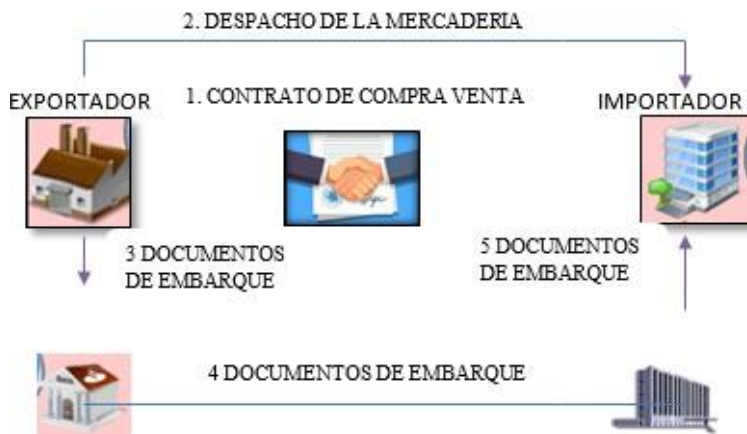 2. DESPACHO DE LA MERCADERIA
EXPORTADOR
1. CONTRATO DE COMPRA VENTA
IMPORTADOR
3 DOCUMENTOS
DE EMBARQUE
5 DOCUMENTOS
DE EMBARQUE
4 DOCUMENTOS DE EMBARQUE